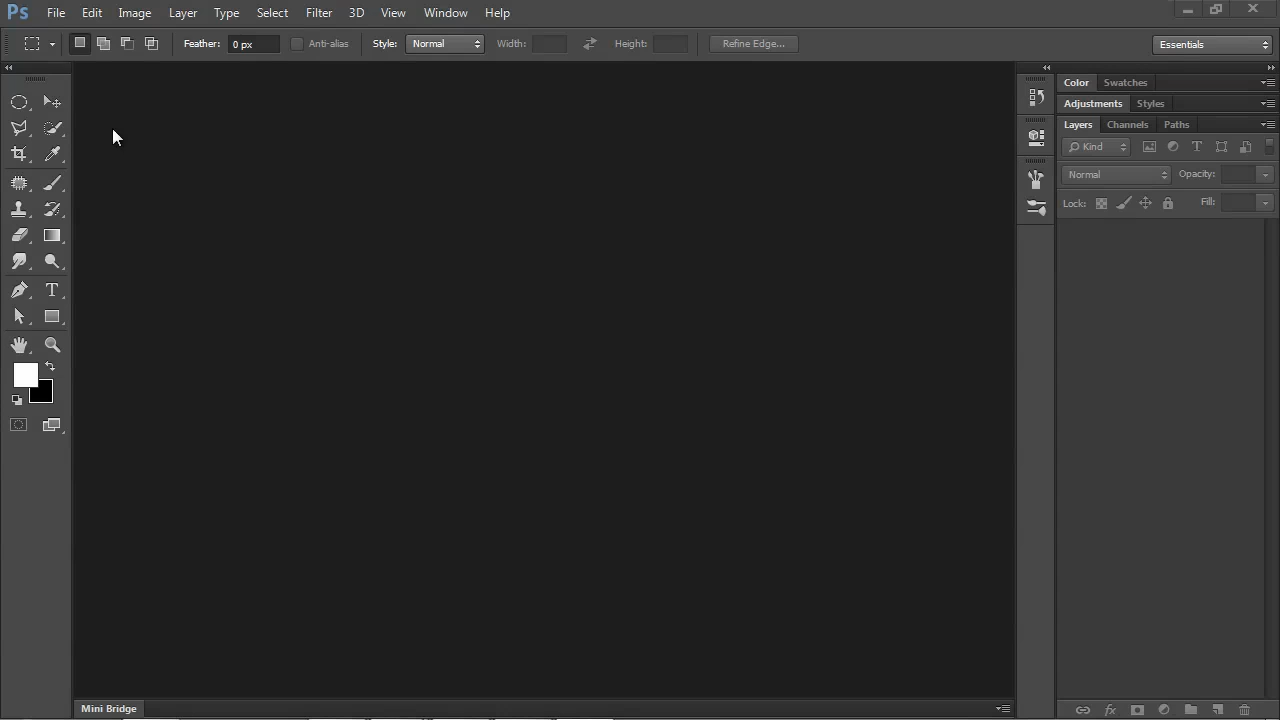 Ps File Edit Image Layer Type Select Filter 3D View Window Help
Feather: 0 px Anti-alias Style: Normal Width: Height: Refine Edge... Essentials
Color Swatches
Adjustments Styles
Layers Channels Paths
Kind T
Normal Opacity:
Lock: Fill:
T
fx
Mini Bridge